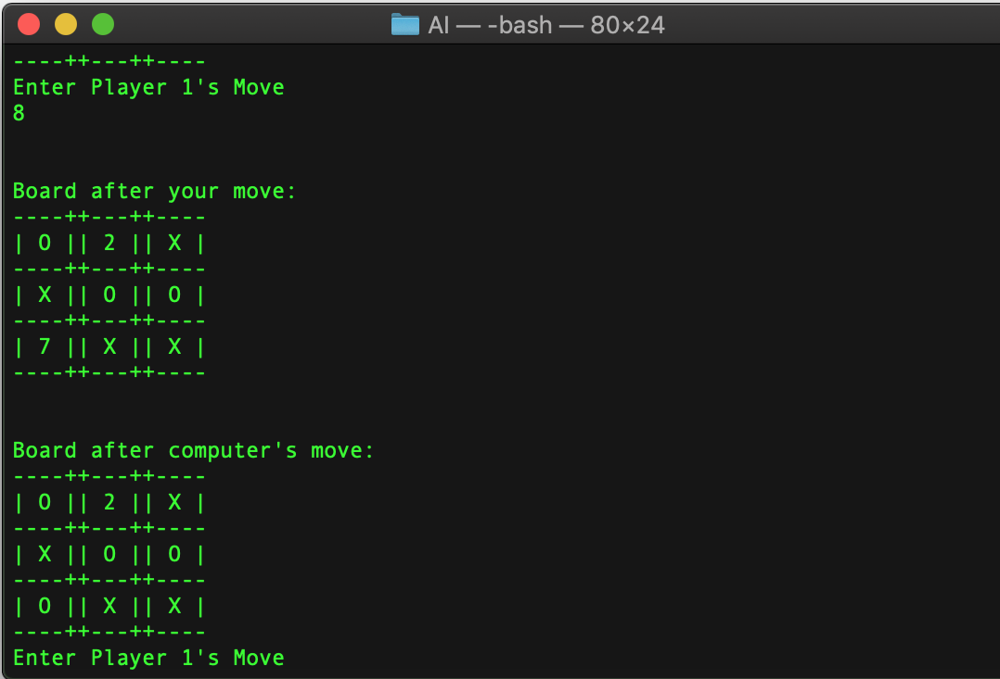 AI — -bash — 80×24
----++---++----
Enter Player 1's Move
8
Board after your move:
----++---++----
| O || 2 || X |
----++---++----
| X || O || O |
----++---++----
| 7 || X || X |
----++---++----
Board after computer's move:
----++---++----
| O || 2 || X |
----++---++----
| X || O || O |
----++---++----
| O || X || X |
----++---++----
Enter Player 1's Move